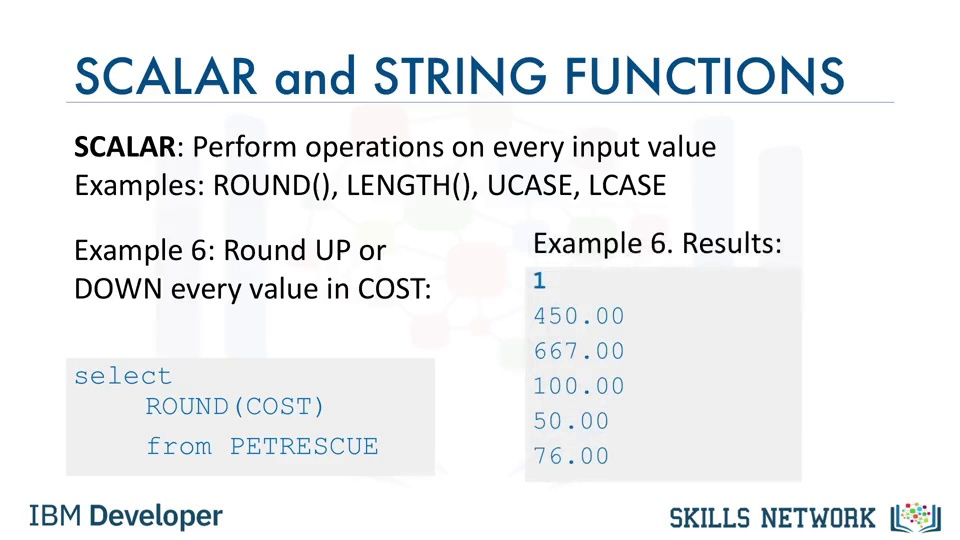 SCALAR and STRING FUNCTIONS
SCALAR: Perform operations on every input value
Examples: ROUND(), LENGTH(), UCASE, LCASE
Example 6: Round UP or
DOWN every value in COST:
select
ROUND(COST)
from PETRESCUE
Example 6. Results:
1
450.00
667.00
100.00
50.00
76.00
IBM Developer
SKILLS NETWORK